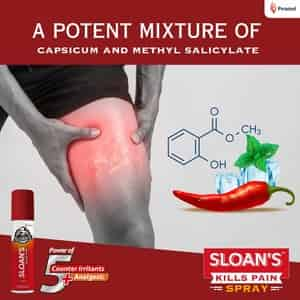 Piramal
A POTENT MIXTURE OF
CAPSICUM AND METHYL SALICYLATE
O
O
CH₃
OH
SLOAN'S
Power of
5+
Counter Irritants
Analgesic
SLOAN'S
KILLS PAIN
SPRAY